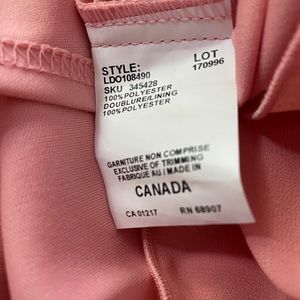 STYLE: LOT
LDO108490 170996
SKU 345428
100%POLYESTER
DOUBLURE/LINING
100%POLYESTER
GARNITURE NON COMPRISE
EXCLUSIVE OF TRIMMING
FABRIQUE AU / MADE IN
CANADA
CA 01217 RN 68907